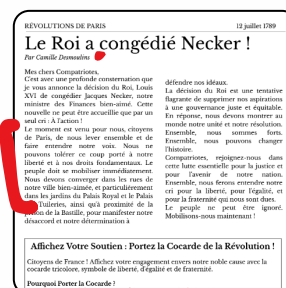 RÉVOLUTIONS DE PARIS 12 juillet 1789
Le Roi a congédié Necker !
Par Camille Desmoulins
Mes chers Compatriotes,
C'est avec une profonde consternation que
je vous annonce la décision du Roi, Louis
XVI de congédier Jacques Necker, notre
ministre des Finances bien-aimé. Cette
nouvelle ne peut être accueillie que par un
seul cri : A l'action !
Le moment est venu pour nous, citoyens
de Paris, de nous lever ensemble et de
faire entendre notre voix. Nous ne
pouvons tolérer ce coup porté à notre
liberté et à nos droits fondamentaux. Le
peuple doit se mobiliser immédiatement.
Nous devons converger dans les rues de
notre ville bien-aimée, et particulièrement
dans les jardins du Palais Royal et le Palais
Tuileries, ainsi qu'à proximité de la
de la Bastille, pour manifester notre
désaccord et notre détermination à
défendre nos idéaux.
La décision du Roi est une tentative
flagrante de supprimer nos aspirations
à une gouvernance juste et équitable.
En réponse, nous devons montrer au
monde notre unité et notre résolution.
Ensemble, nous sommes forts.
Ensemble, nous pouvons changer
l'histoire.
Compatriotes, rejoignez-nous dans
cette lutte essentielle pour la justice et
pour l'avenir de notre nation.
Ensemble, nous ferons entendre notre
cri pour la liberté, pour l'égalité, et
pour la fraternité qui nous sont dues.
Le peuple ne peut être ignoré.
Mobilisons-nous maintenant !
Affichez Votre Soutien : Portez la Cocarde de la Révolution !
Citoyens de France ! Affichez votre engagement envers notre noble cause avec la
cocarde tricolore, symbole de liberté, d'égalité et de fraternité.
Pourquoi Porter la Cocarde ?